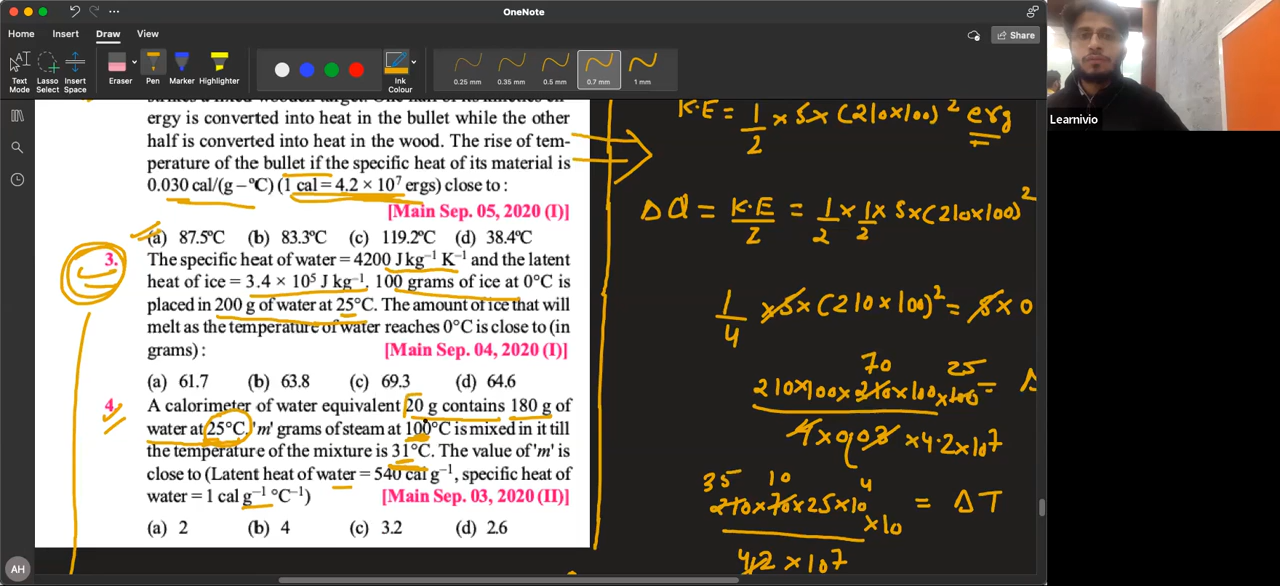 OneNote
Home Insert Draw View
Share
Text Mode
Lasso Select
Insert Space
Eraser
Pen
Marker
Highlighter
Ink Colour
0.25 mm
0.35 mm
0.5 mm
0.7 mm
1 mm
Learnivio
ergy is converted into heat in the bullet while the other
half is converted into heat in the wood. The rise of tem-
perature of the bullet if the specific heat of its material is
0.030 cal/(g – °C) (1 cal = 4.2 × 10⁷ ergs) close to :
[Main Sep. 05, 2020 (I)]
(a) 87.5°C (b) 83.3°C (c) 119.2°C (d) 38.4°C
3. The specific heat of water = 4200 J kg⁻¹ K⁻¹ and the latent
heat of ice = 3.4 × 10⁵ J kg⁻¹. 100 grams of ice at 0°C is
placed in 200 g of water at 25°C. The amount of ice that will
melt as the temperature of water reaches 0°C is close to (in
grams) : [Main Sep. 04, 2020 (I)]
(a) 61.7 (b) 63.8 (c) 69.3 (d) 64.6
4. A calorimeter of water equivalent 20 g contains 180 g of
water at 25°C. 'm' grams of steam at 100°C is mixed in it till
the temperature of the mixture is 31°C. The value of 'm' is
close to (Latent heat of water = 540 cal g⁻¹, specific heat of
water = 1 cal g⁻¹ °C⁻¹) [Main Sep. 03, 2020 (II)]
(a) 2 (b) 4 (c) 3.2 (d) 2.6
K.E = 1/2 × 5 × (210×100)² erg
ΔQ = K.E/2 = 1/2 × 1/2 × 5 × (210×100)²
1/4 × 5 × (210×100)² = 5 × 0
70 25
210×100×210×100×100 =
4 × 0.03 × 4.2 × 10⁷
35 10 4
210×70×25×10 × 10 = ΔT
4.2 × 10⁷
AH